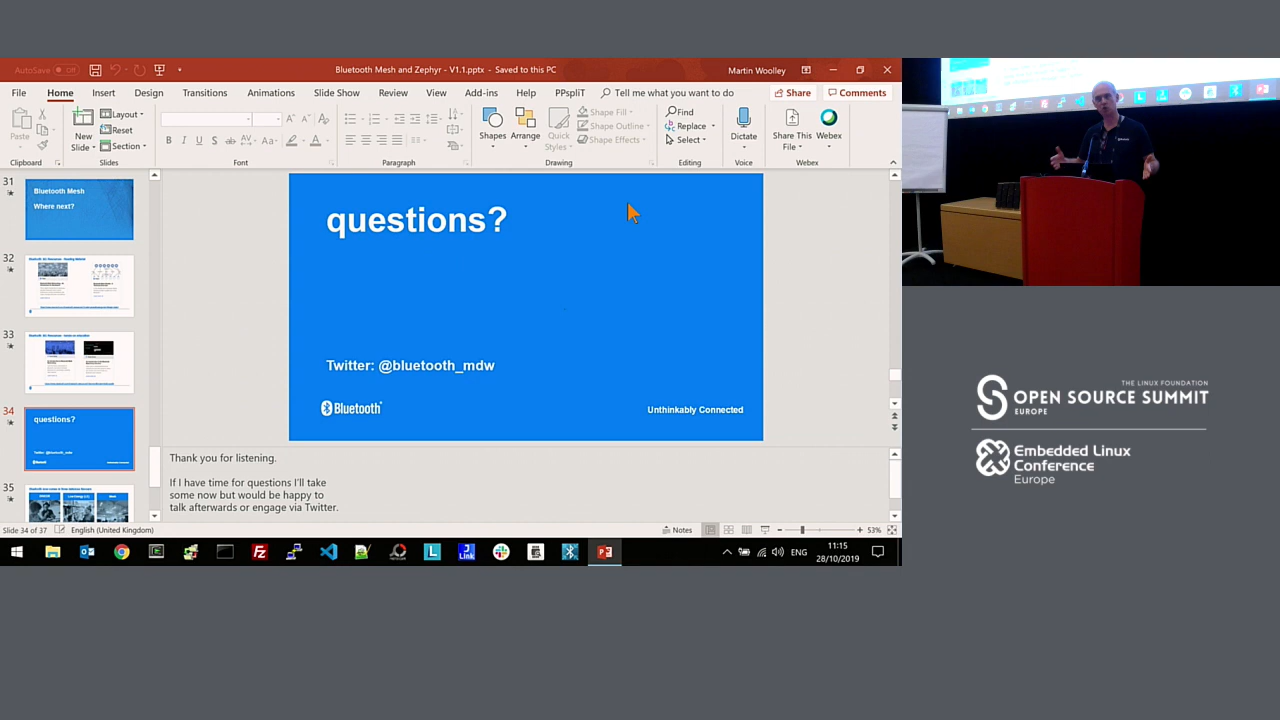 AutoSave Off
Bluetooth Mesh and Zephyr - V1.1.pptx - Saved to this PC
Martin Woolley
File Home Insert Design Transitions Animations Slide Show Review View Add-ins Help PPspliT Tell me what you want to do
Share Comments
Paste
New
Slide
Layout
Reset
Section
Shapes
Arrange
Quick
Styles
Shape Fill
Shape Outline
Shape Effects
Find
Replace
Select
Dictate
Share This
File
Webex
Clipboard Slides Font Paragraph Drawing Editing Voice Webex
31
Bluetooth Mesh
Where next?
32
33
34
questions?
Twitter: @bluetooth_mdw
35
questions?
Twitter: @bluetooth_mdw
Bluetooth®
Unthinkably Connected
Thank you for listening.
If I have time for questions I'll take
some now but would be happy to
talk afterwards or engage via Twitter.
Slide 34 of 37 English (United Kingdom)
Notes
53%
ENG
11:15
28/10/2019
THE LINUX FOUNDATION
OPEN SOURCE SUMMIT
EUROPE
Embedded Linux
Conference
Europe